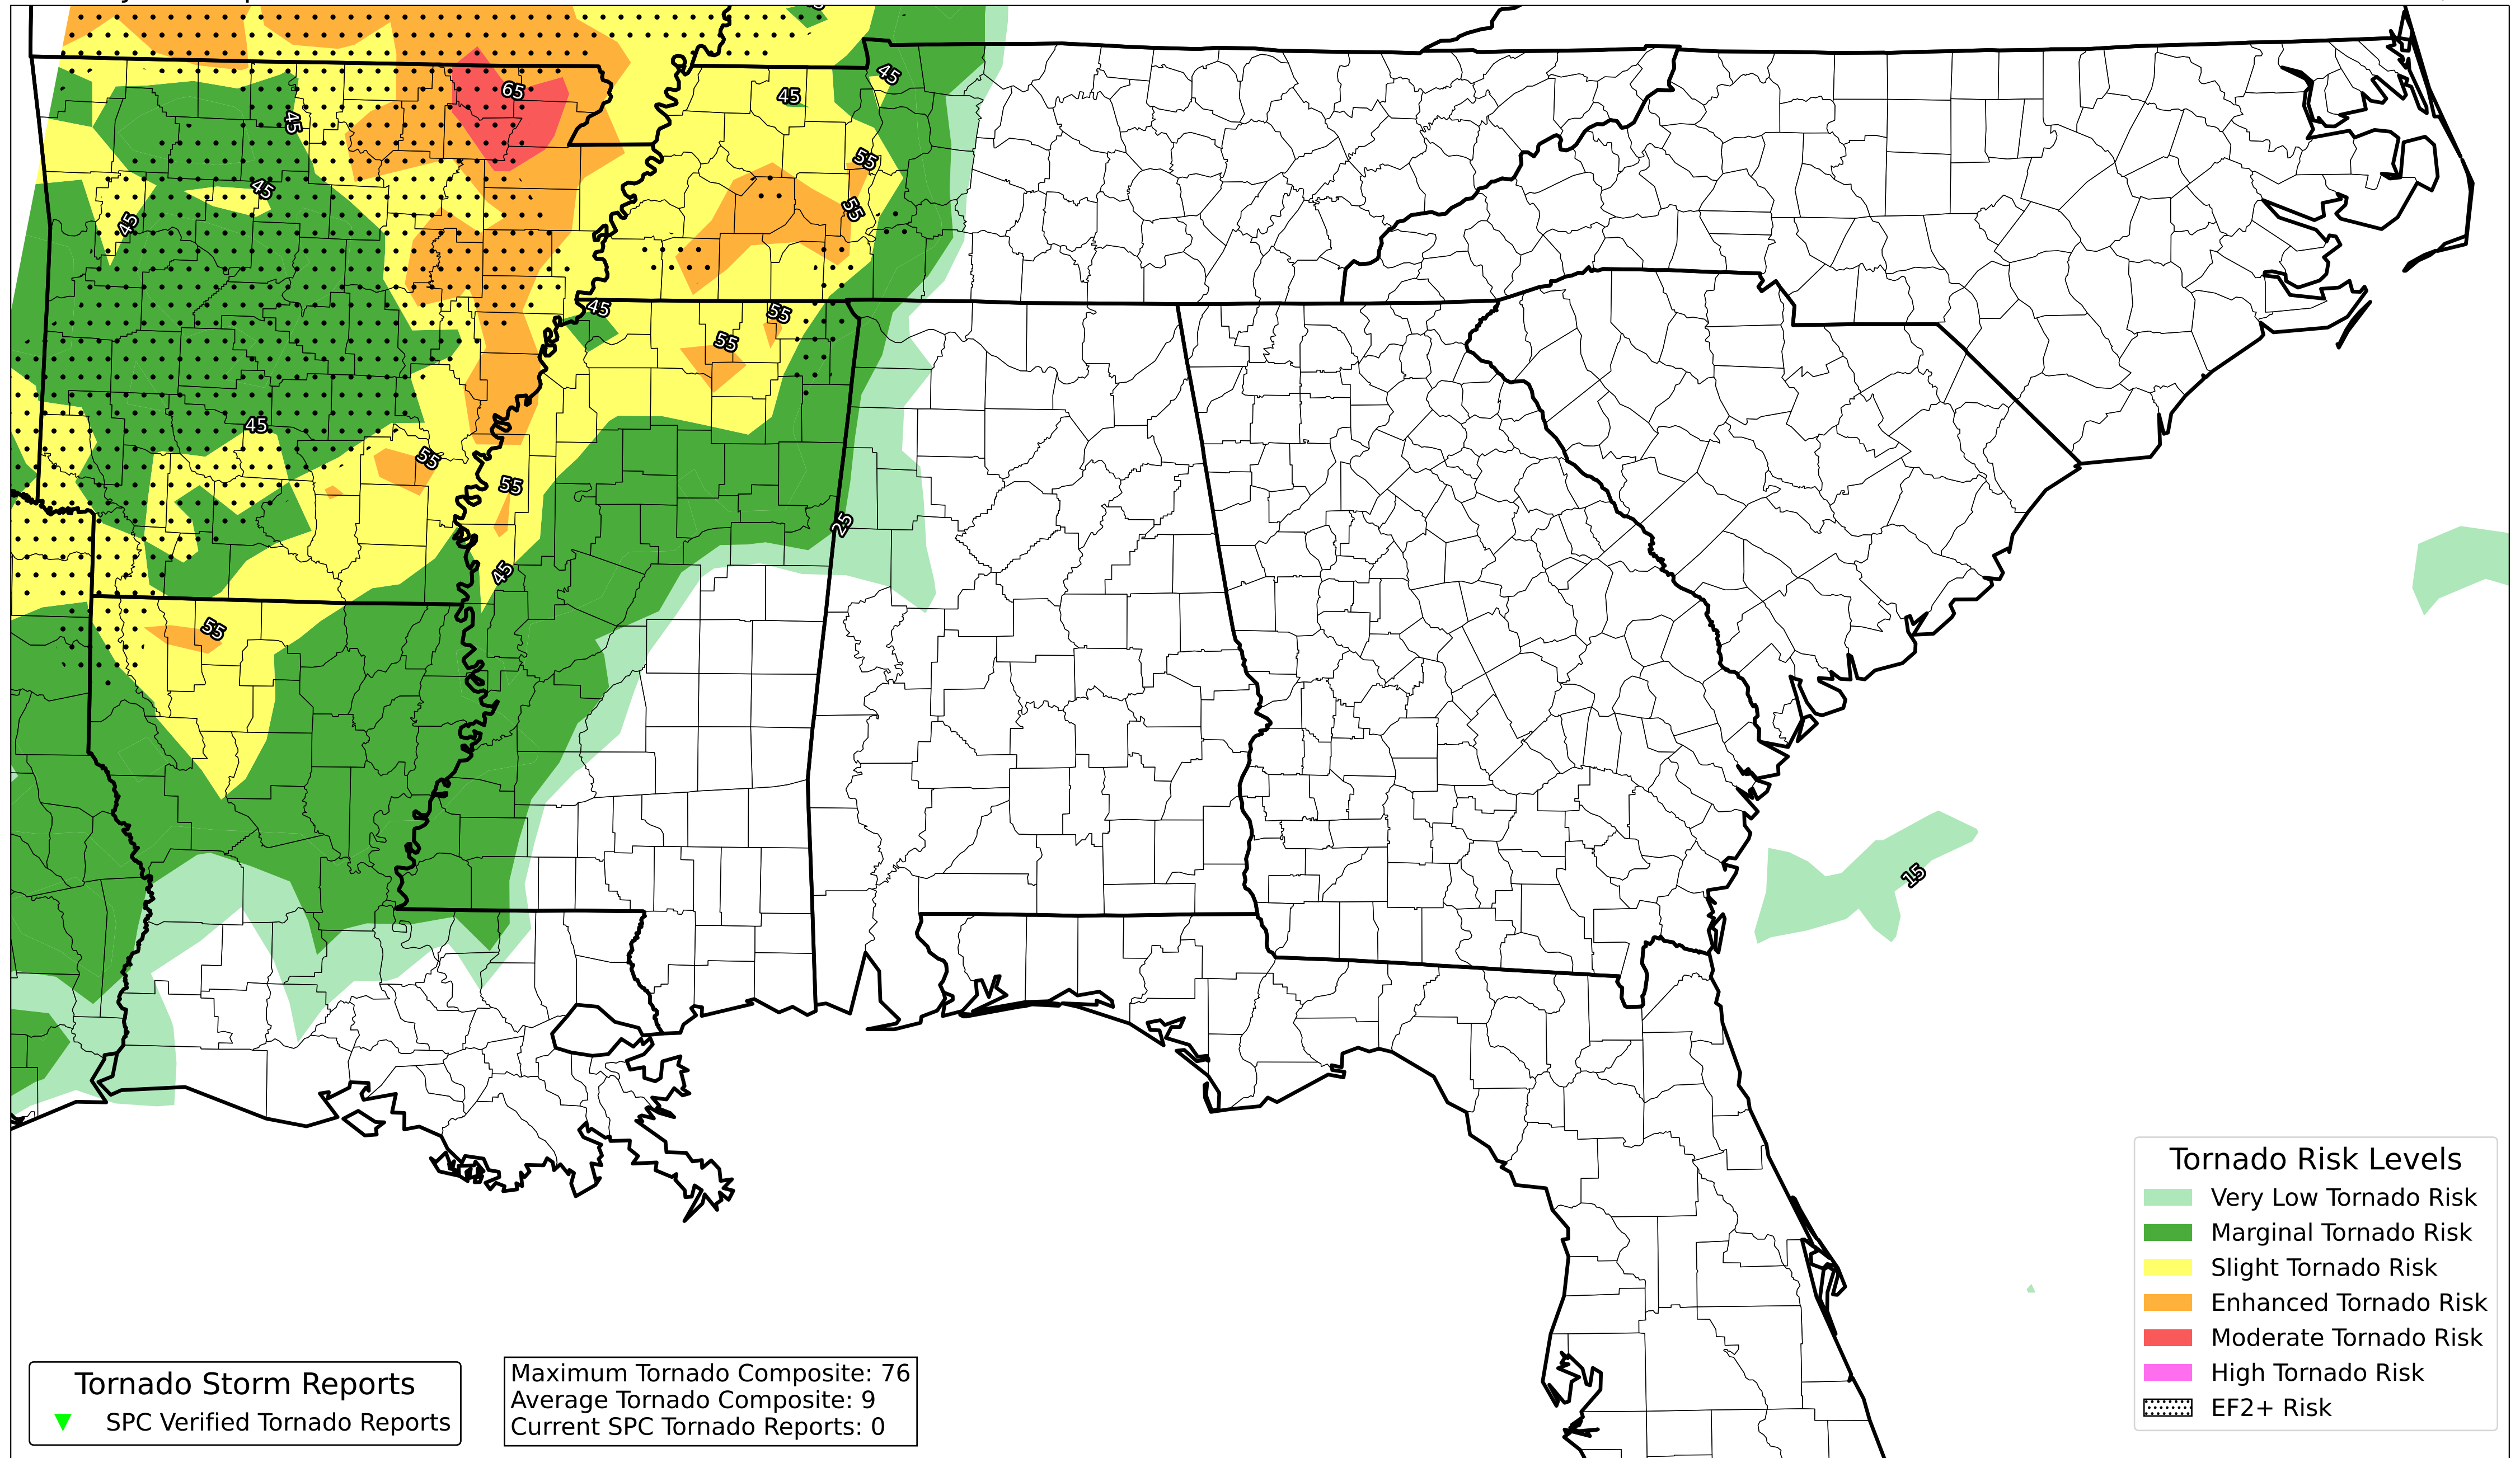 45
45
65
45
55
45
45
55
45
55
55
45
55
55
25
45
55
15
Tornado Risk Levels
Very Low Tornado Risk
Marginal Tornado Risk
Slight Tornado Risk
Enhanced Tornado Risk
Moderate Tornado Risk
High Tornado Risk
EF2+ Risk
Tornado Storm Reports
SPC Verified Tornado Reports
Maximum Tornado Composite: 76
Average Tornado Composite: 9
Current SPC Tornado Reports: 0